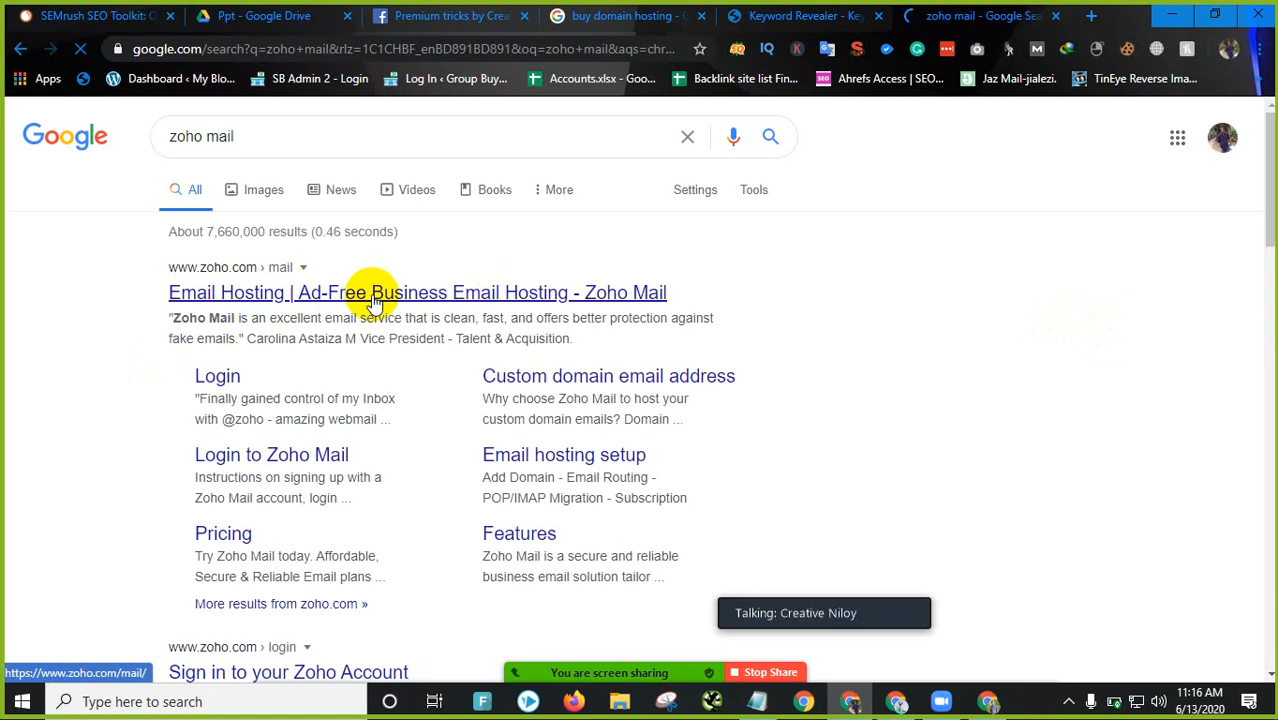 SEMrush SEO Toolkit: O
Ppt - Google Drive
Premium tricks by Crea
buy domain hosting - G
Keyword Revealer - Key
zoho mail - Google Sea
google.com/search?q=zoho+mail&rlz=1C1CHBF_enBD891BD891&oq=zoho+mail&aqs=chr...
Apps
Dashboard ‹ My Blo...
SB Admin 2 - Login
Log In ‹ Group Buy...
Accounts.xlsx - Goo...
Backlink site list Fin...
Ahrefs Access | SEO...
Jaz Mail-jialezi.
TinEye Reverse Ima...
Google
zoho mail
All
Images
News
Videos
Books
More
Settings
Tools
About 7,660,000 results (0.46 seconds)
www.zoho.com › mail
Email Hosting | Ad-Free Business Email Hosting - Zoho Mail
"Zoho Mail is an excellent email service that is clean, fast, and offers better protection against
fake emails." Carolina Astaiza M Vice President - Talent & Acquisition.
Login
"Finally gained control of my Inbox
with @zoho - amazing webmail ...
Custom domain email address
Why choose Zoho Mail to host your
custom domain emails? Domain ...
Login to Zoho Mail
Instructions on signing up with a
Zoho Mail account, login ...
Email hosting setup
Add Domain - Email Routing -
POP/IMAP Migration - Subscription
Pricing
Try Zoho Mail today. Affordable,
Secure & Reliable Email plans ...
Features
Zoho Mail is a secure and reliable
business email solution tailor ...
More results from zoho.com »
Talking: Creative Niloy
www.zoho.com › login
Sign in to your Zoho Account
https://www.zoho.com/mail/
You are screen sharing
Stop Share
Type here to search
11:16 AM
6/13/2020